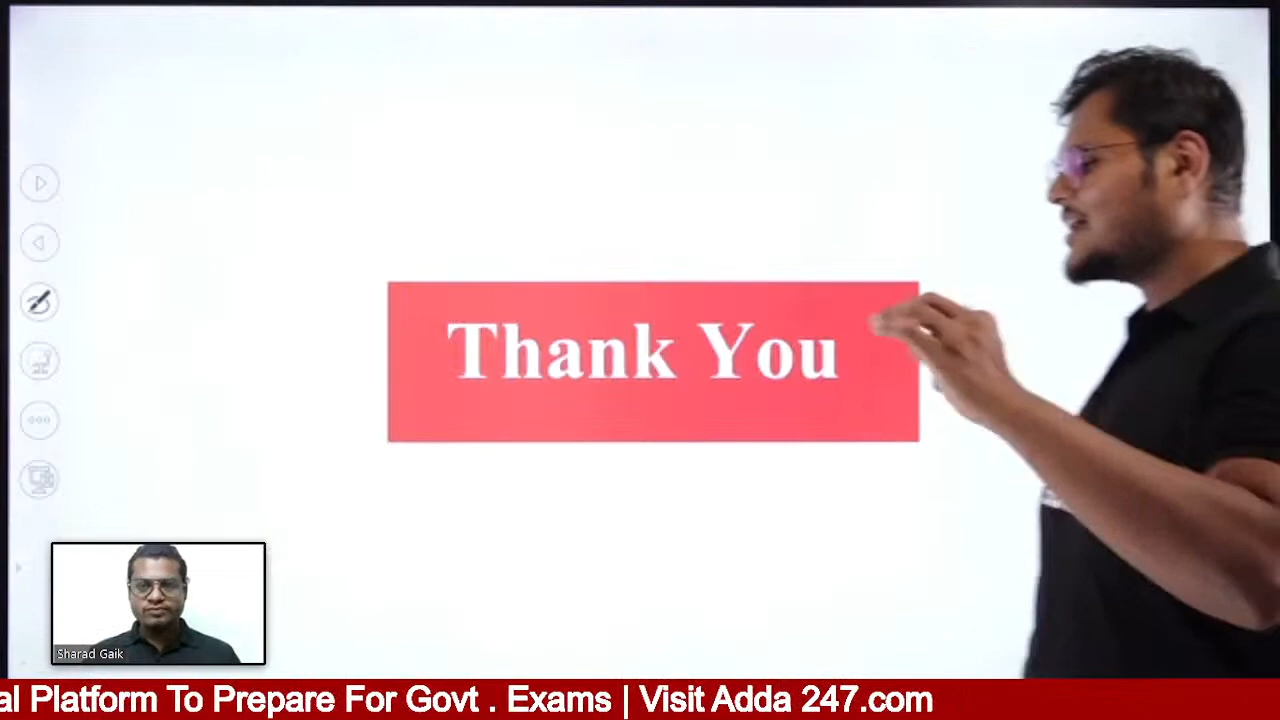 Thank You
Sharad Gaik
al Platform To Prepare For Govt . Exams | Visit Adda 247.com